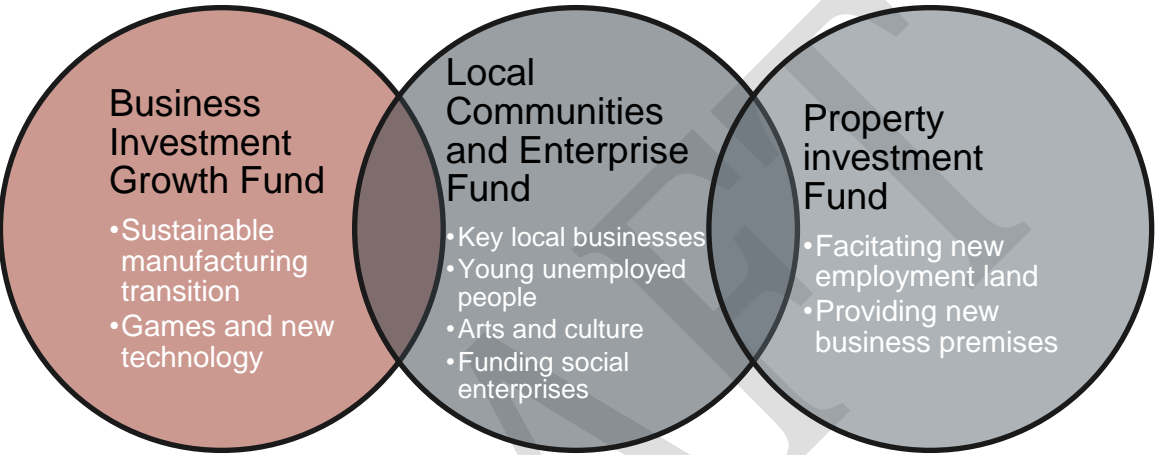 Business
Investment
Growth Fund
•Sustainable
manufacturing
transition
•Games and new
technology
Local
Communities
and Enterprise
Fund
•Key local businesses
•Young unemployed
people
•Arts and culture
•Funding social
enterprises
Property
investment
Fund
•Facitating new
employment land
•Providing new
business premises